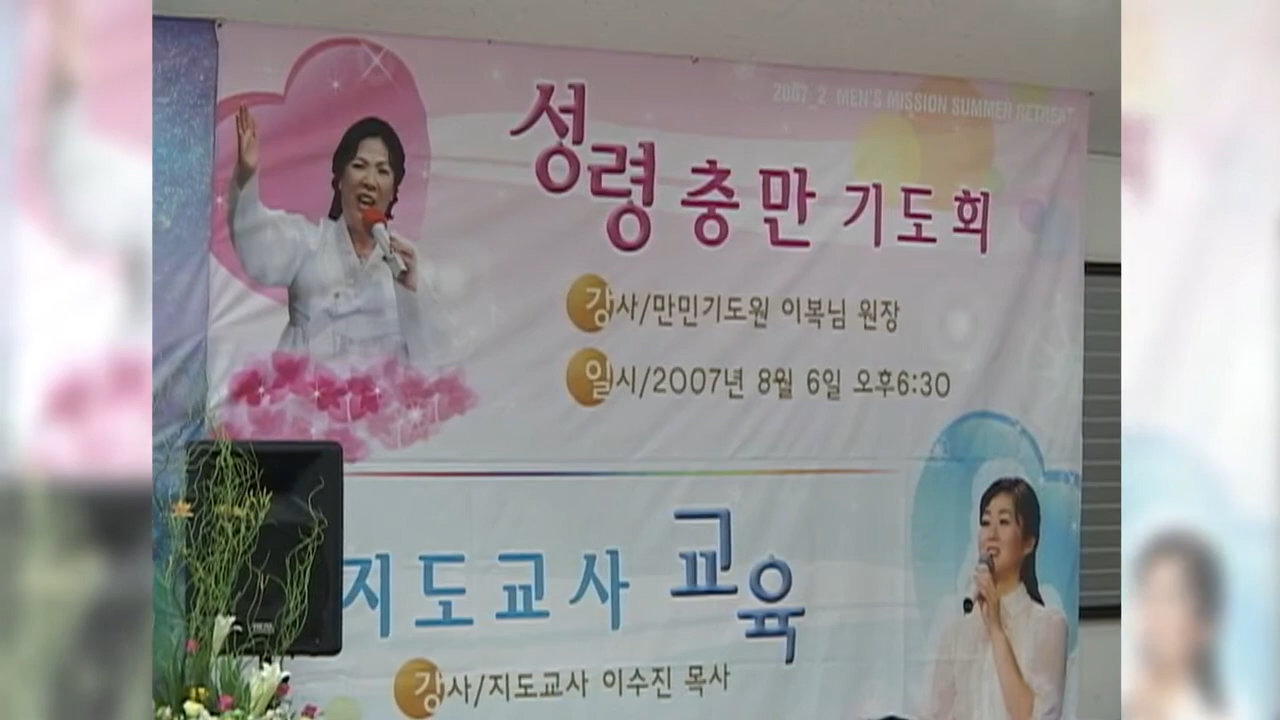 2007_2 MEN'S MISSION SUMMER RETREAT
성령충만 기도회
강사/만민기도원 이복님 원장
일시/2007년 8월 6일 오후6:30
지도교사 교육
강사/지도교사 이수진 목사